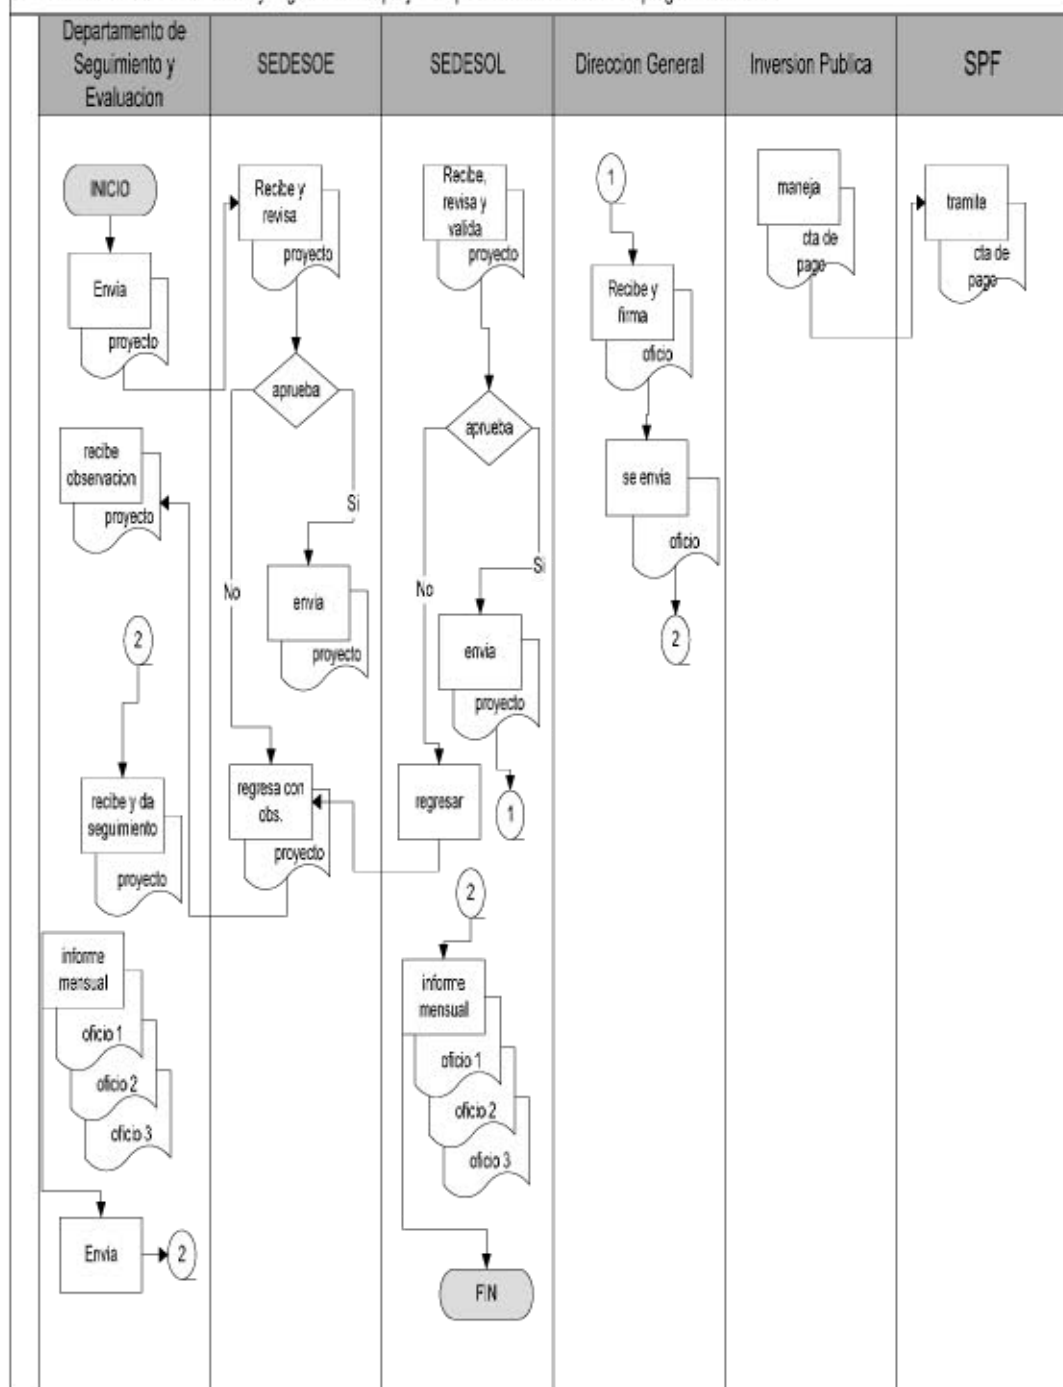 Departamento de
Seguimiento y
Evaluacion
SEDESOE
SEDESOL
Direccion General
Inversion Publica
SPF
INICIO
Envia
proyecto
recibe
observacion
proyecto
2
recibe y da
seguimiento
proyecto
informe
mensual
oficio 1
oficio 2
oficio 3
Envia
2
Recibe y
revisa
proyecto
aprueba
Si
No
envia
proyecto
regresa con
obs.
proyecto
Recibe,
revisa y
valida
proyecto
aprueba
Si
No
envia
proyecto
regresar
1
2
informe
mensual
oficio 1
oficio 2
oficio 3
FIN
1
Recibe y
firma
oficio
se envia
oficio
2
maneja
cta de
pago
tramite
cta de
pago